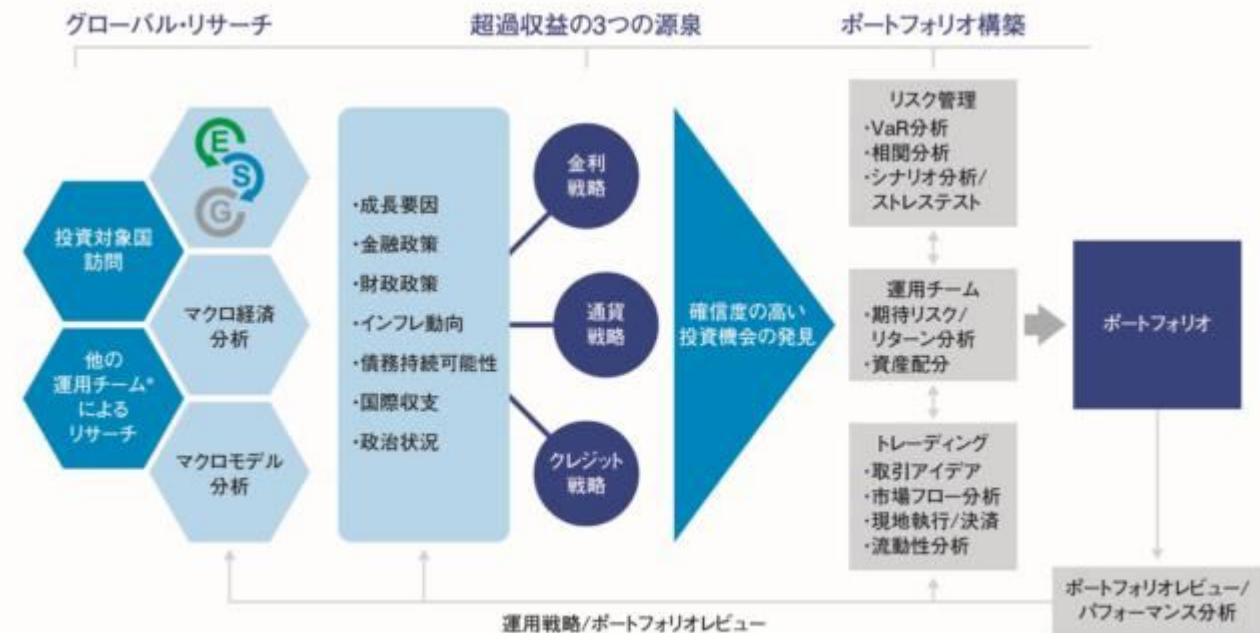 グローバル・リサーチ
超過収益の3つの源泉
ポートフォリオ構築
E
S
G
投資対象国
訪問
マクロ経済
分析
他の
運用チーム*
による
リサーチ
マクロモデル
分析
・成長要因
・金融政策
・財政政策
・インフレ動向
・債務持続可能性
・国際収支
・政治状況
金利
戦略
通貨
戦略
クレジット
戦略
確信度の高い
投資機会の発見
リスク管理
・VaR分析
・相関分析
・シナリオ分析/
ストレステスト
運用チーム
・期待リスク/
リターン分析
・資産配分
トレーディング
・取引アイデア
・市場フロー分析
・現地執行/決済
・流動性分析
ポートフォリオ
ポートフォリオレビュー/
パフォーマンス分析
運用戦略/ポートフォリオレビュー